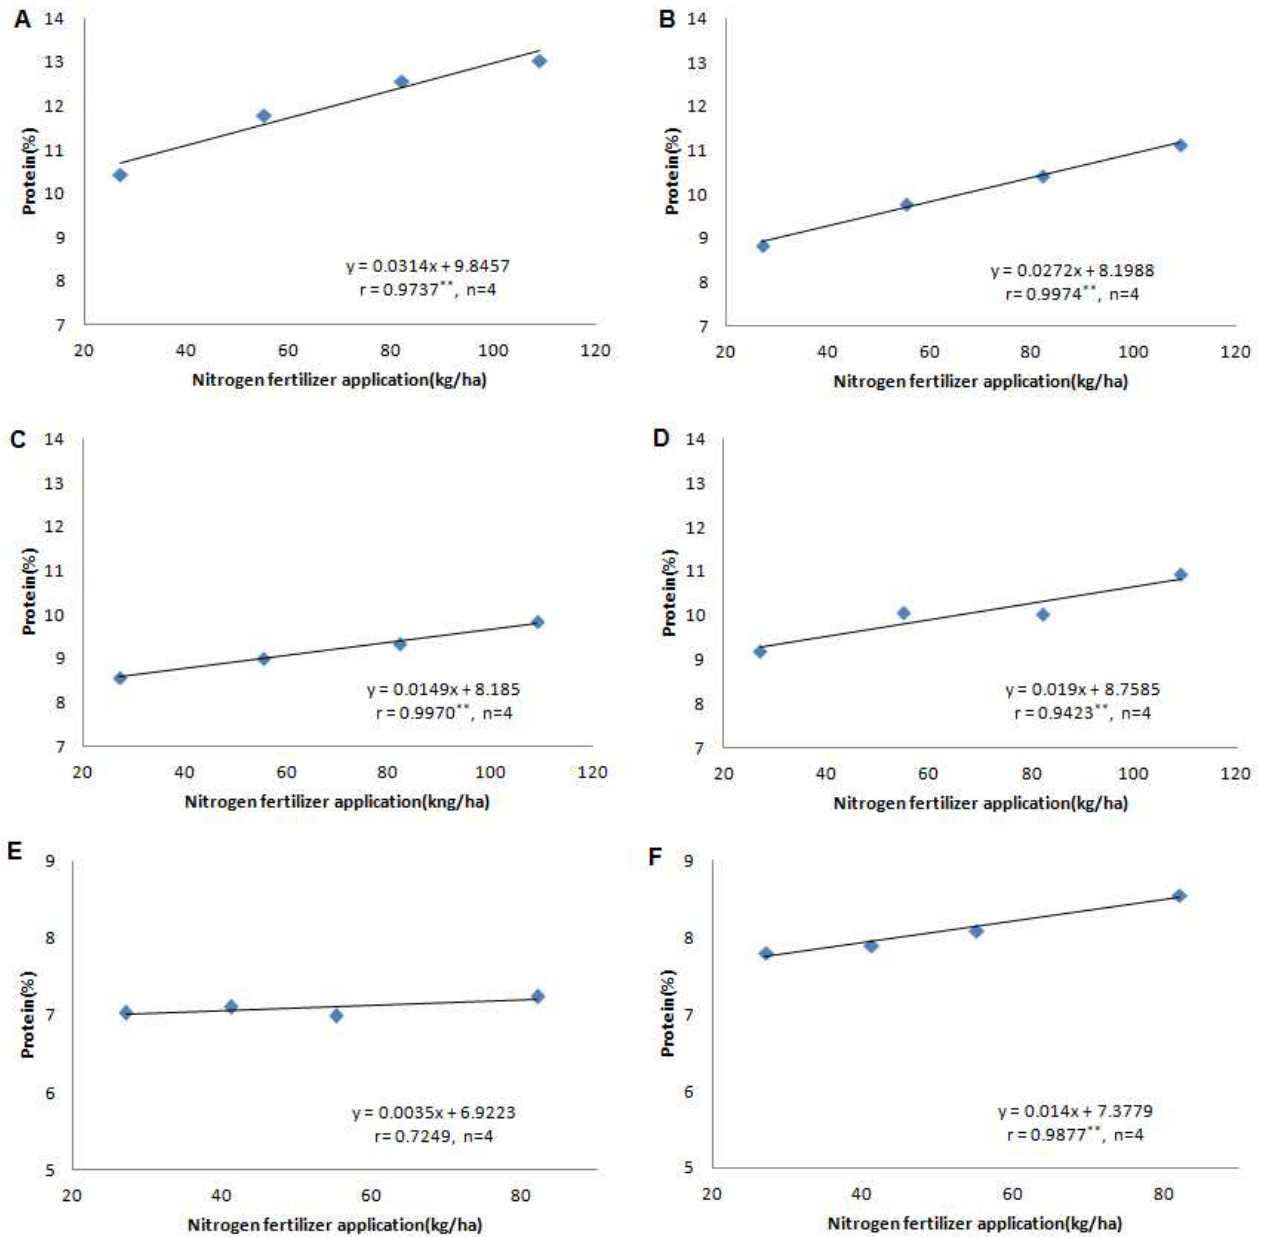 A
14
13
12
11
10
9
8
7
Protein(%)
y = 0.0314x + 9.8457
r = 0.9737**, n=4
20 40 60 80 100 120
Nitrogen fertilizer application(kg/ha)
B
14
13
12
11
10
9
8
7
Protein(%)
y = 0.0272x + 8.1988
r= 0.9974**, n=4
20 40 60 80 100 120
Nitrogen fertilizer application(kg/ha)
C
14
13
12
11
10
9
8
7
Protein(%)
y = 0.0149x + 8.185
r = 0.9970**, n=4
20 40 60 80 100 120
Nitrogen fertilizer application(kng/ha)
D
14
13
12
11
10
9
8
7
Protein(%)
y = 0.019x + 8.7585
r = 0.9423**, n=4
20 40 60 80 100 120
Nitrogen fertilizer application(kg/ha)
E
9
8
7
6
5
Protein(%)
y = 0.0035x + 6.9223
r= 0.7249, n=4
20 40 60 80
Nitrogen fertilizer application(kg/ha)
F
9
8
7
6
5
Protein(%)
y = 0.014x + 7.3779
r = 0.9877**, n=4
20 40 60 80
Nitrogen fertilizer application(kg/ha)